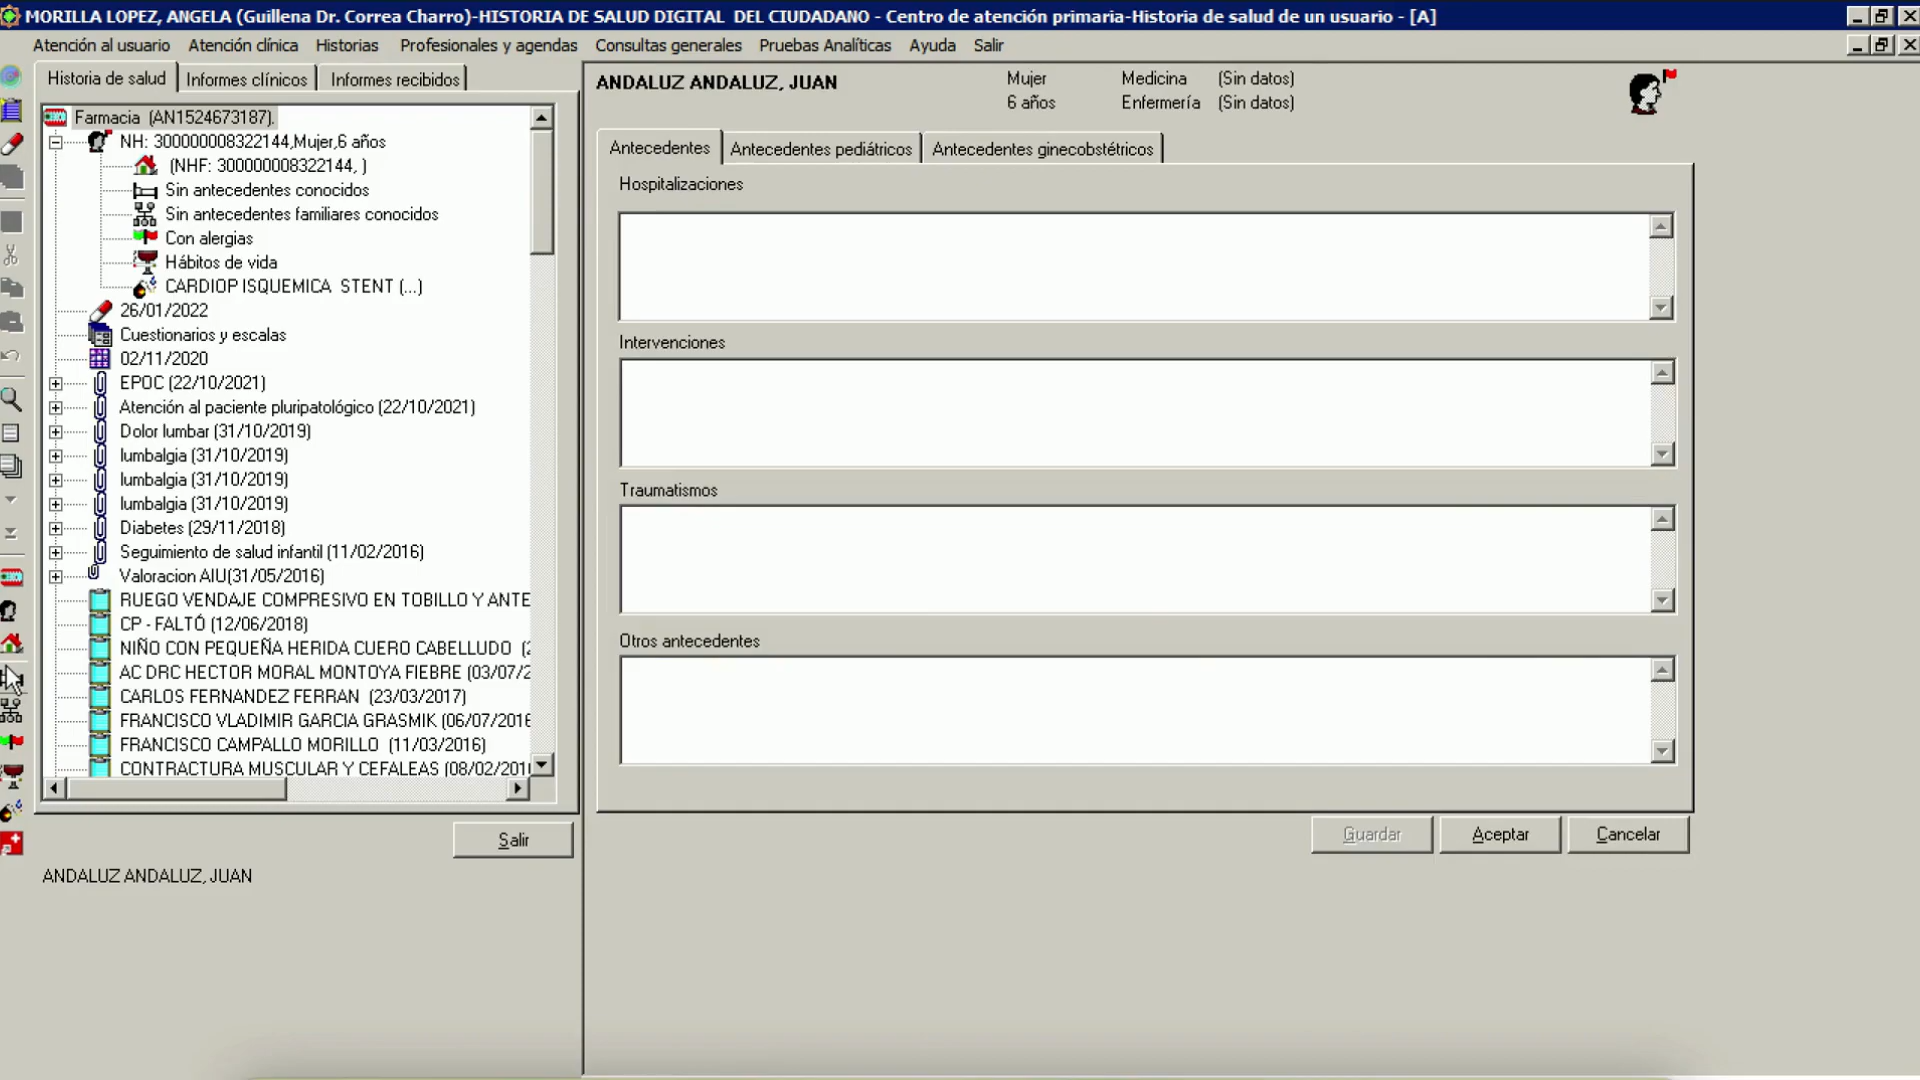 MORILLA LOPEZ, ANGELA (Guillena Dr. Correa Charro)-HISTORIA DE SALUD DIGITAL DEL CIUDADANO - Centro de atención primaria-Historia de salud de un usuario - [A]
Atención al usuario Atención clínica Historias Profesionales y agendas Consultas generales Pruebas Analíticas Ayuda Salir
Historia de salud Informes clínicos Informes recibidos
Farmacia (AN1524673187).
NH: 300000008322144,Mujer,6 años
(NHF: 300000008322144, )
Sin antecedentes conocidos
Sin antecedentes familiares conocidos
Con alergias
Hábitos de vida
CARDIOP ISQUEMICA STENT (...)
26/01/2022
Cuestionarios y escalas
02/11/2020
EPOC (22/10/2021)
Atención al paciente pluripatológico (22/10/2021)
Dolor lumbar (31/10/2019)
lumbalgia (31/10/2019)
lumbalgia (31/10/2019)
lumbalgia (31/10/2019)
Diabetes (29/11/2018)
Seguimiento de salud infantil (11/02/2016)
Valoracion AIU(31/05/2016)
RUEGO VENDAJE COMPRESIVO EN TOBILLO Y ANTE
CP - FALTÓ (12/06/2018)
NIÑO CON PEQUEÑA HERIDA CUERO CABELLUDO (2
AC DRC HECTOR MORAL MONTOYA FIEBRE (03/07/2
CARLOS FERNANDEZ FERRAN (23/03/2017)
FRANCISCO VLADIMIR GARCIA GRASMIK (06/07/2016
FRANCISCO CAMPALLO MORILLO (11/03/2016)
CONTRACTURA MUSCULAR Y CEFALEAS (08/02/2016
Salir
ANDALUZ ANDALUZ, JUAN
ANDALUZ ANDALUZ, JUAN
Mujer Medicina (Sin datos)
6 años Enfermería (Sin datos)
Antecedentes Antecedentes pediátricos Antecedentes ginecobstétricos
Hospitalizaciones
Intervenciones
Traumatismos
Otros antecedentes
Guardar Aceptar Cancelar